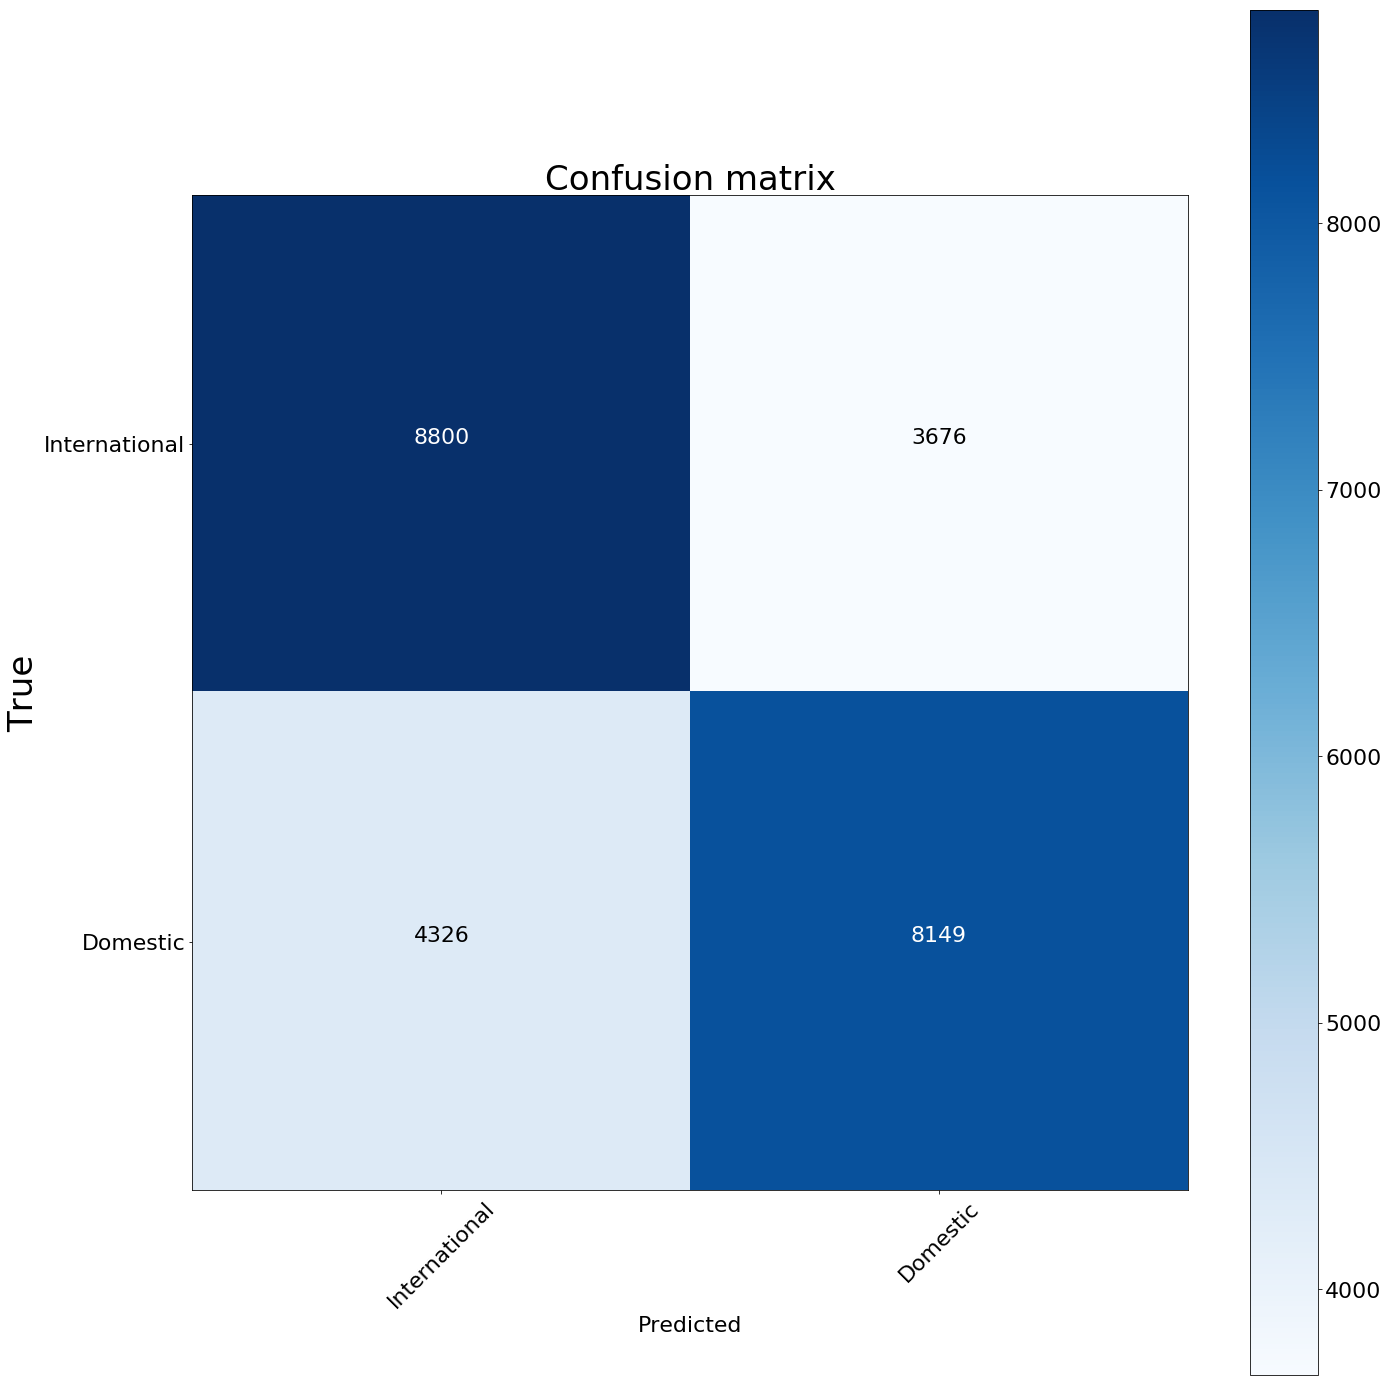 Confusion matrix
True
International
Domestic
8800
3676
4326
8149
International
Domestic
Predicted
8000
7000
6000
5000
4000